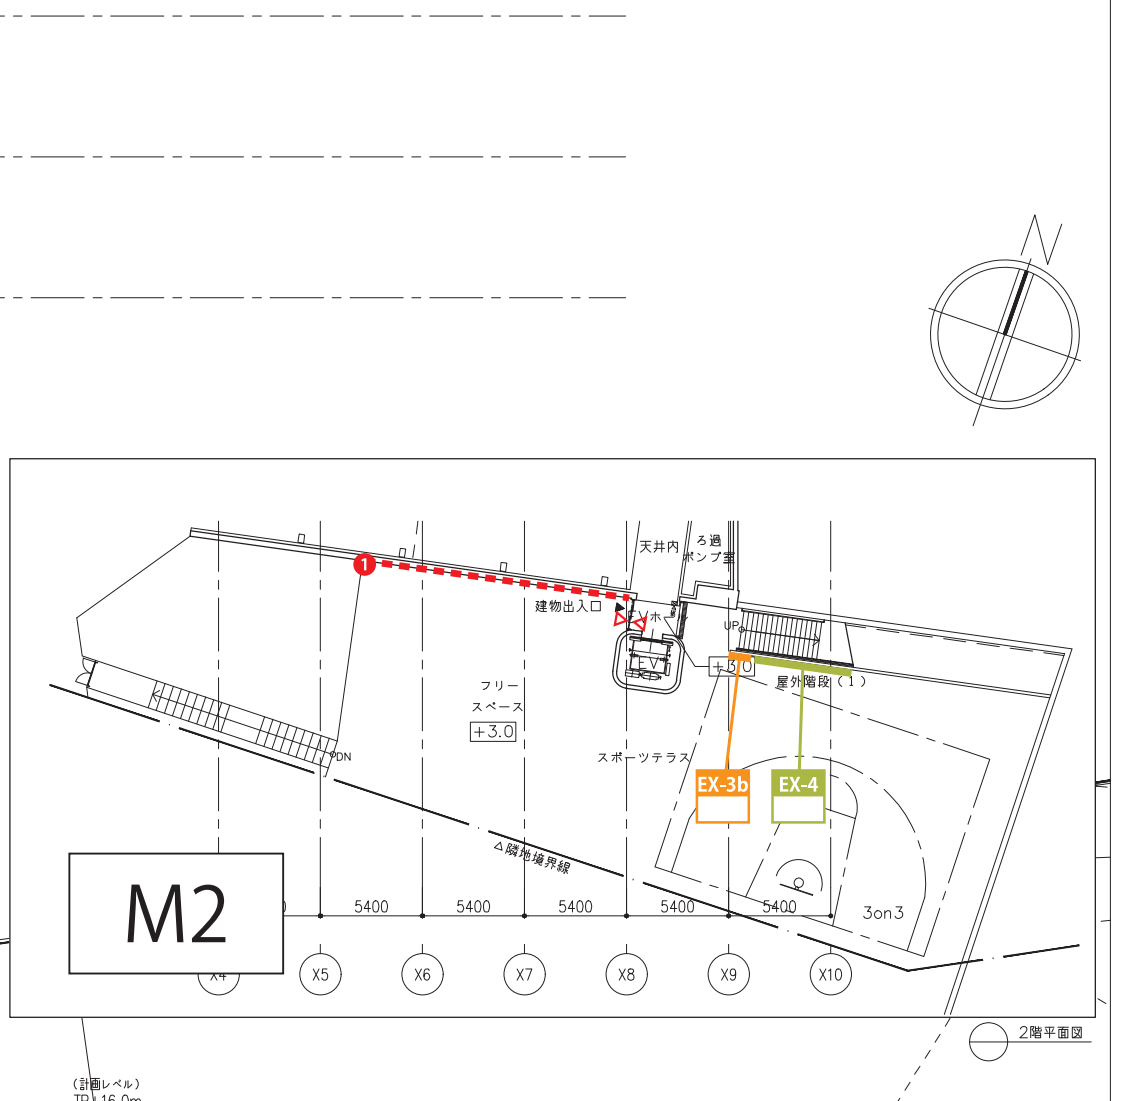 N
天井内
ろ過
ポンプ室
1
建物出入口
EVホール
UP
EV
+3.0
屋外階段(1)
フリー
スペース
+3.0
スポーツテラス
DN
EX-3b
EX-4
△隣地境界線
M2
5400
5400
5400
5400
5400
3on3
X4
X5
X6
X7
X8
X9
X10
2階平面図
(計画レベル)